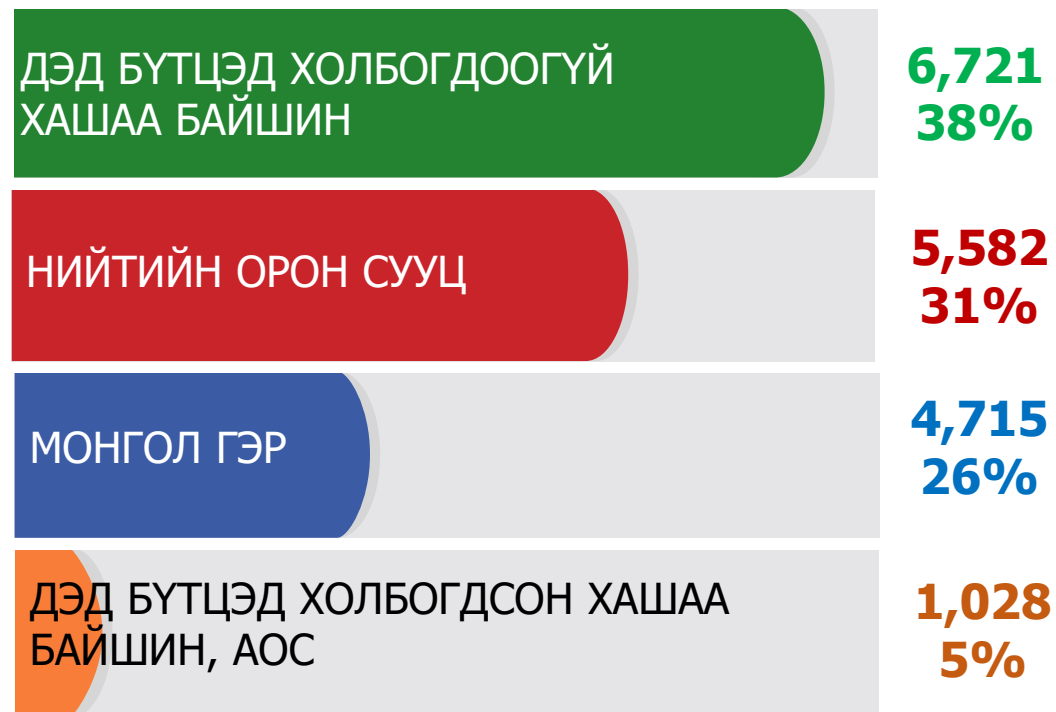 ДЭД БҮТЦЭД ХОЛБОГДООГҮЙ
ХАШАА БАЙШИН
6,721
38%
НИЙТИЙН ОРОН СУУЦ
5,582
31%
МОНГОЛ ГЭР
4,715
26%
ДЭД БҮТЦЭД ХОЛБОГДСОН ХАШАА
БАЙШИН, АОС
1,028
5%